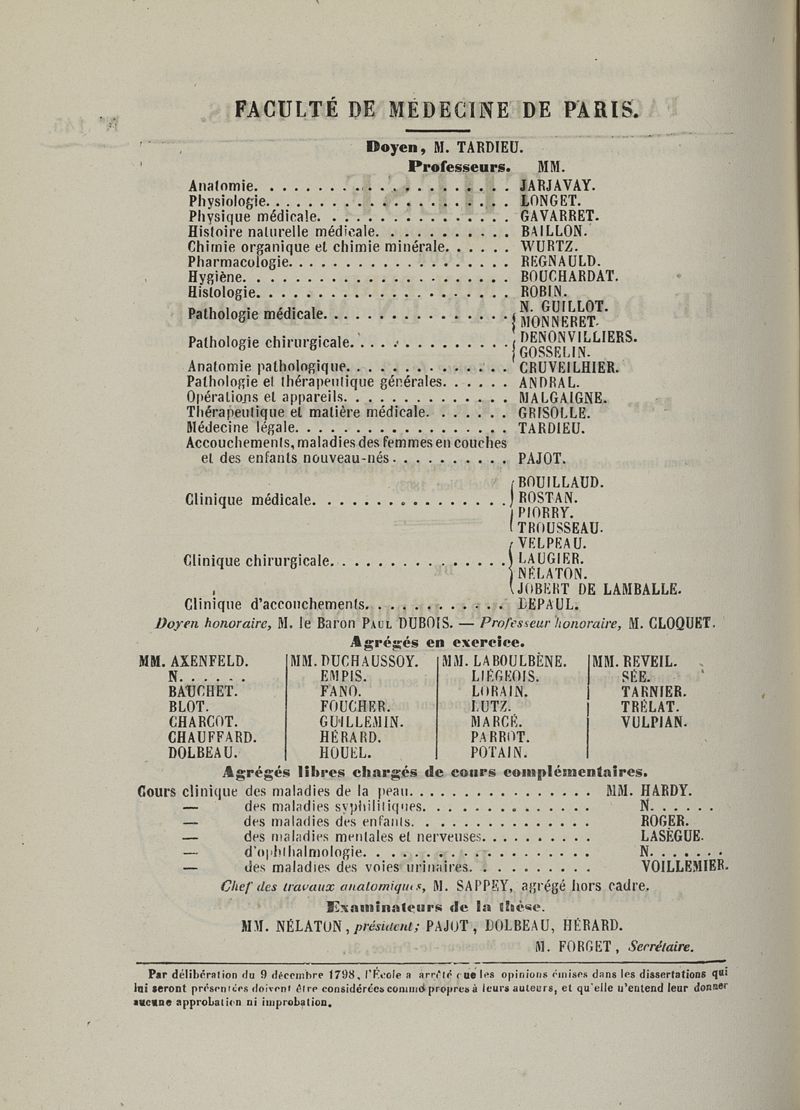 FACULTÉ DE MÉDECINE DE PARIS.
Doyen, M. TARDIEU.
Professeurs. MM.
Anatomie. . . . . . . . . . . . . . . . . . . . JARJAVAY.
Physiologie. . . . . . . . . . . . . . . . . . . LONGET.
Physique médicale. . . . . . . . . . . . . . . . GAVARRET.
Histoire naturelle médicale. . . . . . . . . . . BAILLON.
Chimie organique et chimie minérale. . . . . . WURTZ.
Pharmacologie. . . . . . . . . . . . . . . . . . REGNAULD.
Hygiène. . . . . . . . . . . . . . . . . . . . . BOUCHARDAT.
Histologie. . . . . . . . . . . . . . . . . . . . ROBIN.
Pathologie médicale. . . . . . . . . . . . . . . N. GUILLOT.
MONNERET.
Pathologie chirurgicale. . . . . . . . . . . . . DENONVILLIERS.
GOSSELIN.
Anatomie pathologique. . . . . . . . . . . . . . CRUVEILHIER.
Pathologie et thérapeutique générales. . . . . . ANDRAL.
Opérations et appareils. . . . . . . . . . . . . MALGAIGNE.
Thérapeutique et matière médicale. . . . . . . GRISOLLE.
Médecine légale. . . . . . . . . . . . . . . . . TARDIEU.
Accouchements, maladies des femmes en couches
et des enfants nouveau-nés . . . . . . . . . . PAJOT.
Clinique médicale. . . . . . . . . . . . . . . . BOUILLAUD.
ROSTAN.
PIORRY.
TROUSSEAU.
Clinique chirurgicale. . . . . . . . . . . . . . VELPEAU.
LAUGIER.
NÉLATON.
JOBERT DE LAMBALLE.
Clinique d'accouchements. . . . . . . . . . . . DEPAUL.
Doyen honoraire, M. le Baron PAUL DUBOIS. — Professeur honoraire, M. CLOQUET.
Agrégés en exercice.
MM. AXENFELD. MM. DUCHAUSSOY. MM. LABOULBÈNE. MM. REVEIL.
N. . . . . . EMPIS. LIÉGEOIS. SÉE.
BAUCHET. FANO. LORAIN. TARNIER.
BLOT. FOUCHER. LUTZ. TRÉLAT.
CHARCOT. GUILLEMIN. MARCÉ. VULPIAN.
CHAUFFARD. HÉRARD. PARROT.
DOLBEAU. HOUEL. POTAIN.
Agrégés libres chargés de cours complémentaires.
Cours clinique des maladies de la peau. . . . . . . . . . . . . . . MM. HARDY.
— des maladies syphilitiques. . . . . . . . . . . . . . N. . . . . .
— des maladies des enfants. . . . . . . . . . . . . . . ROGER.
— des maladies mentales et nerveuses. . . . . . . . . LASÈGUE.
— d'ophthalmologie. . . . . . . . . . . . . . . . . . N. . . . . . .
— des maladies des voies urinaires. . . . . . . . . . VOILLEMIER.
Chef des travaux anatomiques, M. SAPPEY, agrégé hors cadre.
Examinateurs de la thèse.
MM. NÉLATON, président; PAJOT, DOLBEAU, HÉRARD.
M. FORGET, Secrétaire.
Par délibération du 9 décembre 1798, l'École a arrêté que les opinions émises dans les dissertations qui
lui seront présentées doivent être considérées comme propres à leurs auteurs, et qu'elle n'entend leur donner
aucune approbation ni improbation.